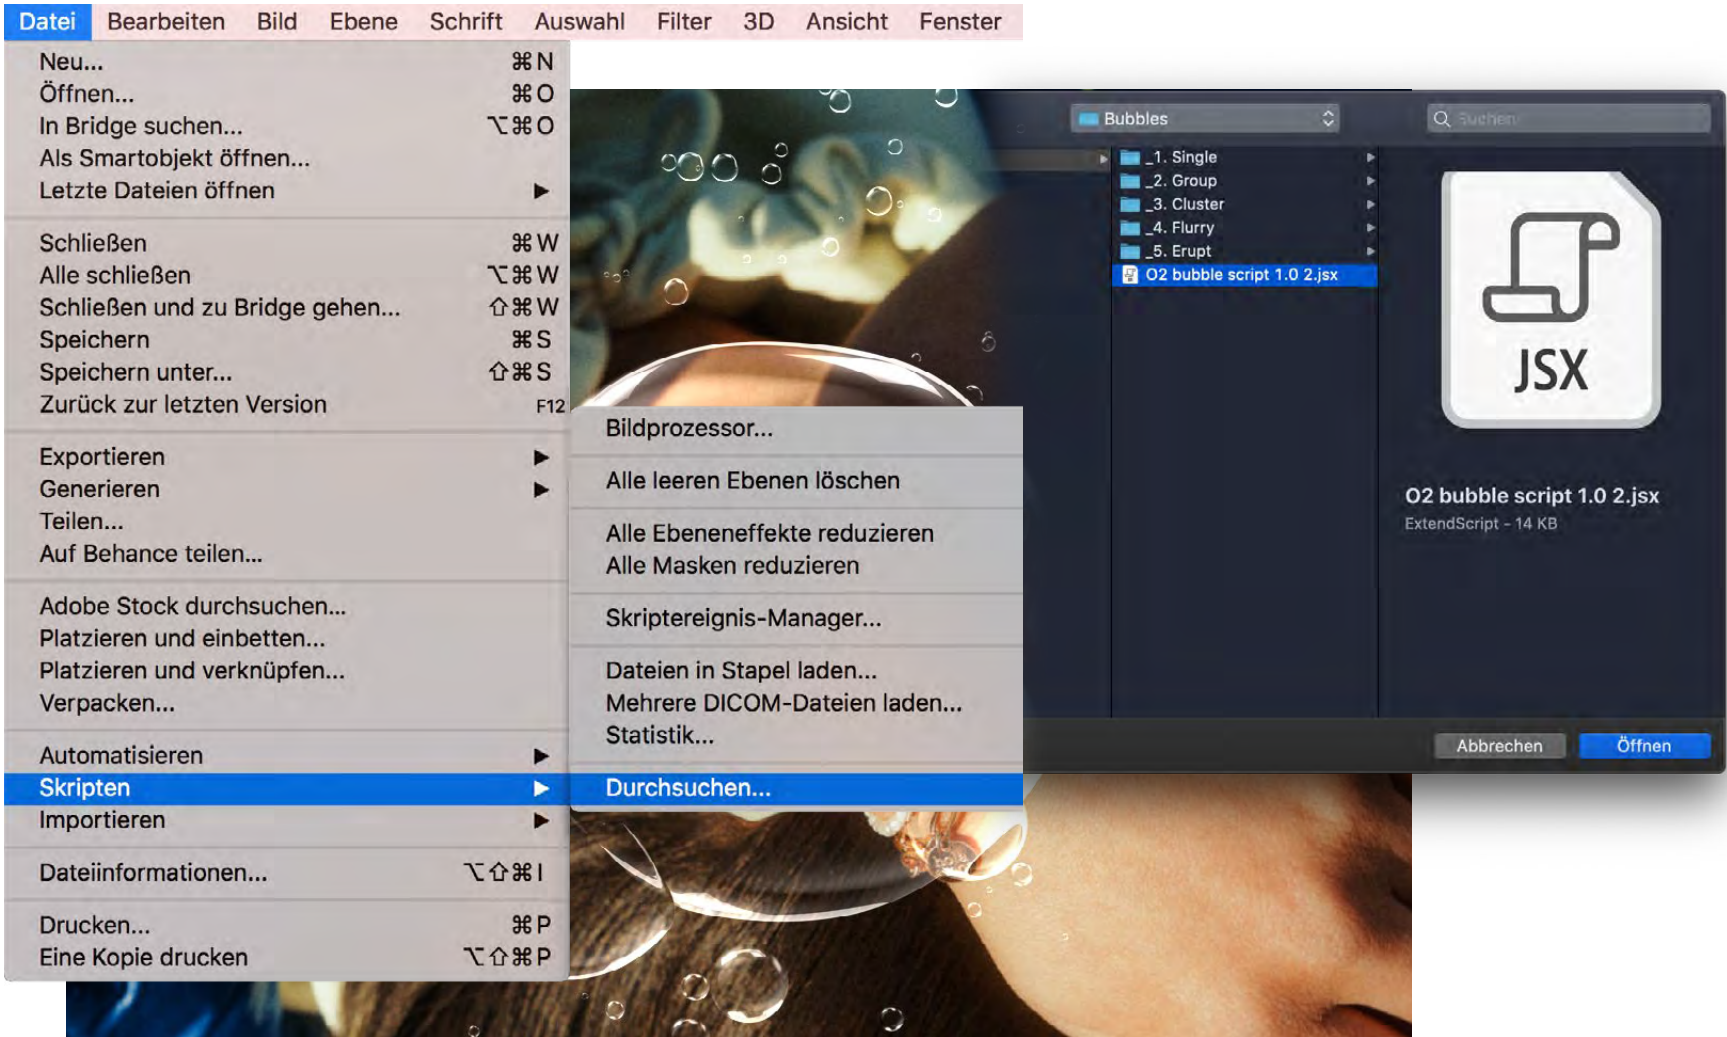 Datei Bearbeiten Bild Ebene Schrift Auswahl Filter 3D Ansicht Fenster
Neu... ⌘N
Öffnen... ⌘O
In Bridge suchen... ⌥⌘O
Als Smartobjekt öffnen...
Letzte Dateien öffnen ▶
Schließen ⌘W
Alle schließen ⌥⌘W
Schließen und zu Bridge gehen... ⇧⌘W
Speichern ⌘S
Speichern unter... ⇧⌘S
Zurück zur letzten Version F12
Exportieren ▶
Generieren ▶
Teilen...
Auf Behance teilen...
Adobe Stock durchsuchen...
Platzieren und einbetten...
Platzieren und verknüpfen...
Verpacken...
Automatisieren ▶
Skripten ▶
Importieren ▶
Dateiinformationen... ⌥⇧⌘I
Drucken... ⌘P
Eine Kopie drucken ⌥⇧⌘P
Bildprozessor...
Alle leeren Ebenen löschen
Alle Ebeneneffekte reduzieren
Alle Masken reduzieren
Skriptereignis-Manager...
Dateien in Stapel laden...
Mehrere DICOM-Dateien laden...
Statistik...
Durchsuchen...
Bubbles
Suchen
_1. Single
_2. Group
_3. Cluster
_4. Flurry
_5. Erupt
O2 bubble script 1.0 2.jsx
JSX
O2 bubble script 1.0 2.jsx
ExtendScript - 14 KB
Abbrechen Öffnen